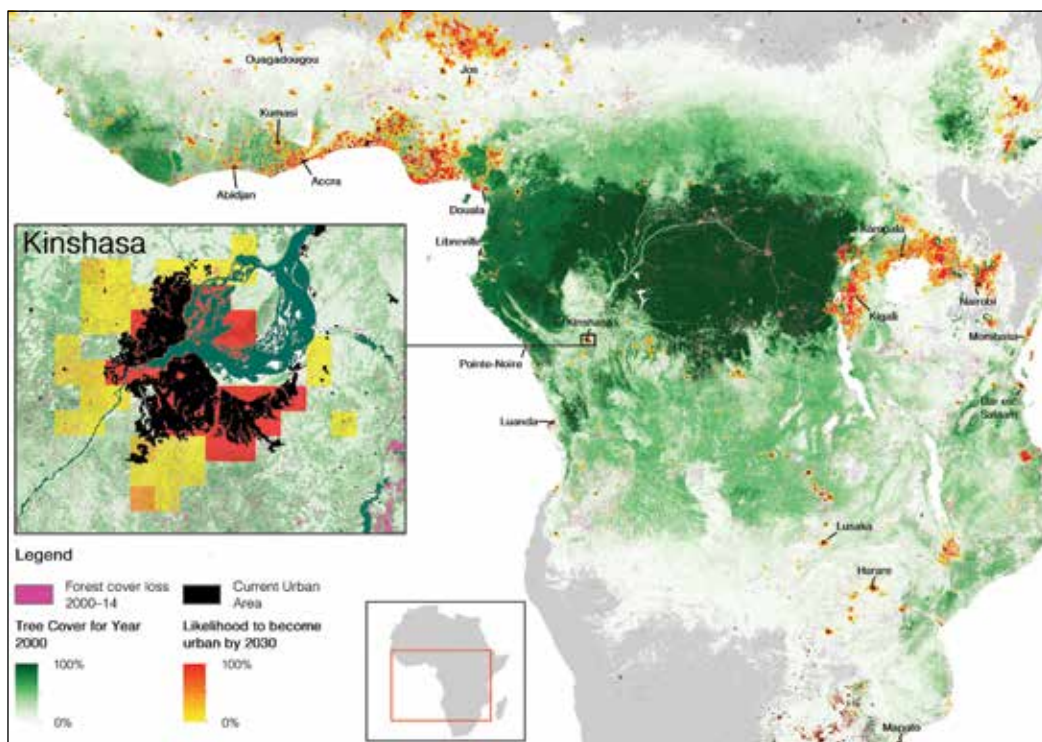 Ouagadougou
Jos
Kumasi
Accra
Abidjan
Douala
Kinshasa
Libreville
Kampala
Nairobi
Kigali
Mombasa
Kinshasa
Pointe-Noire
Dar es
Salaam
Luanda
Lusaka
Harare
Maputo
Legend
Forest cover loss
2000–14
Current Urban
Area
Tree Cover for Year
2000
100%
0%
Likelihood to become
urban by 2030
100%
0%